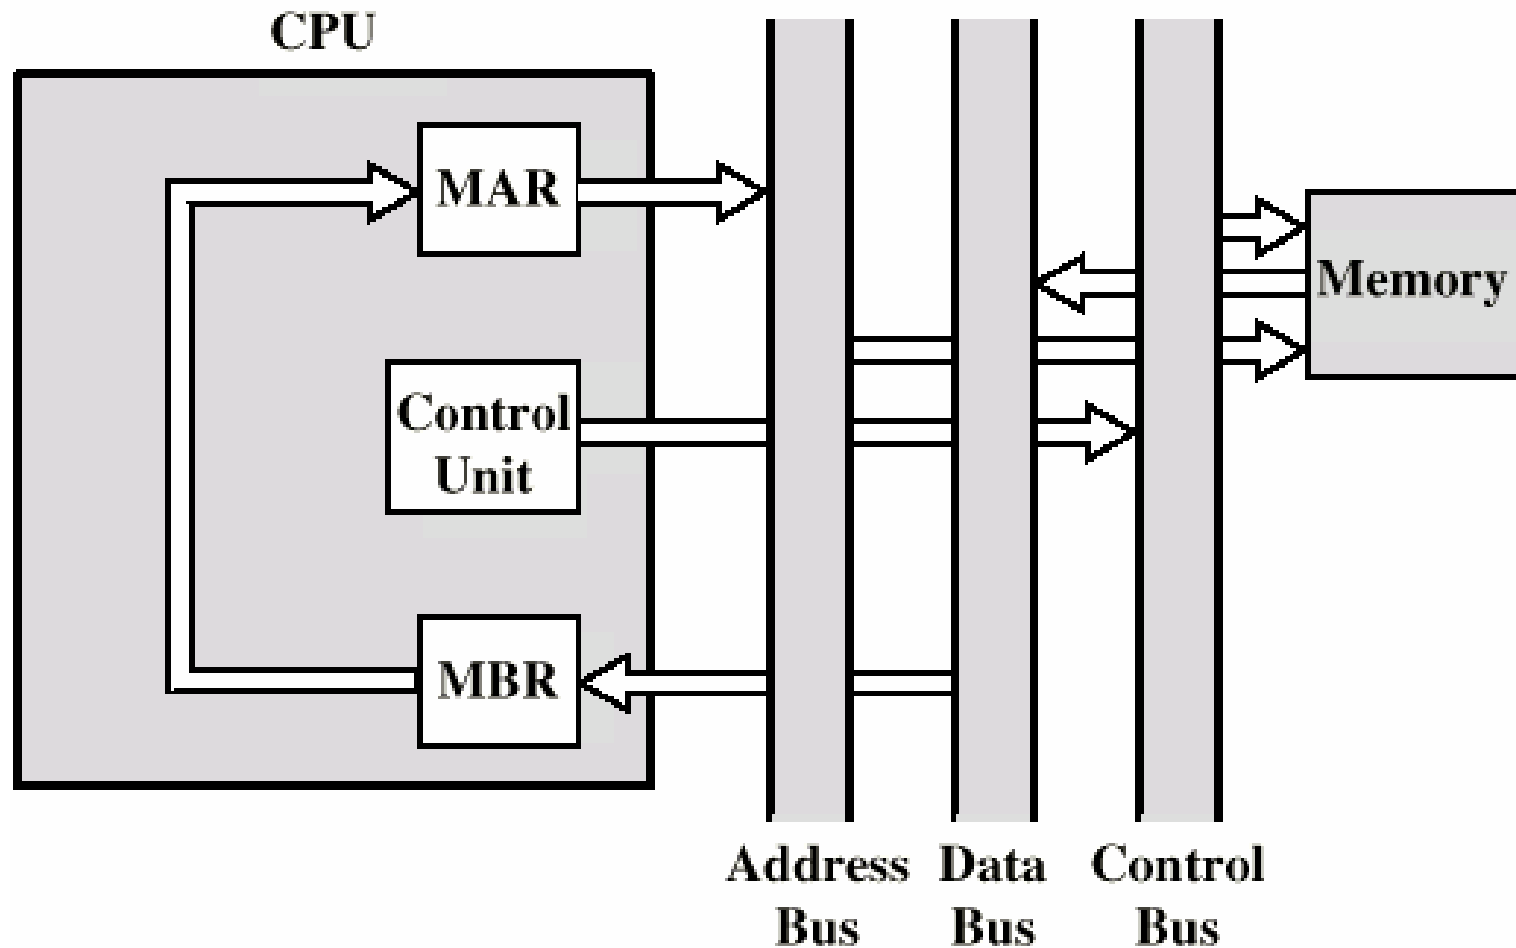 CPU
MAR
Memory
Control
Unit
MBR
Address Data Control
Bus Bus Bus